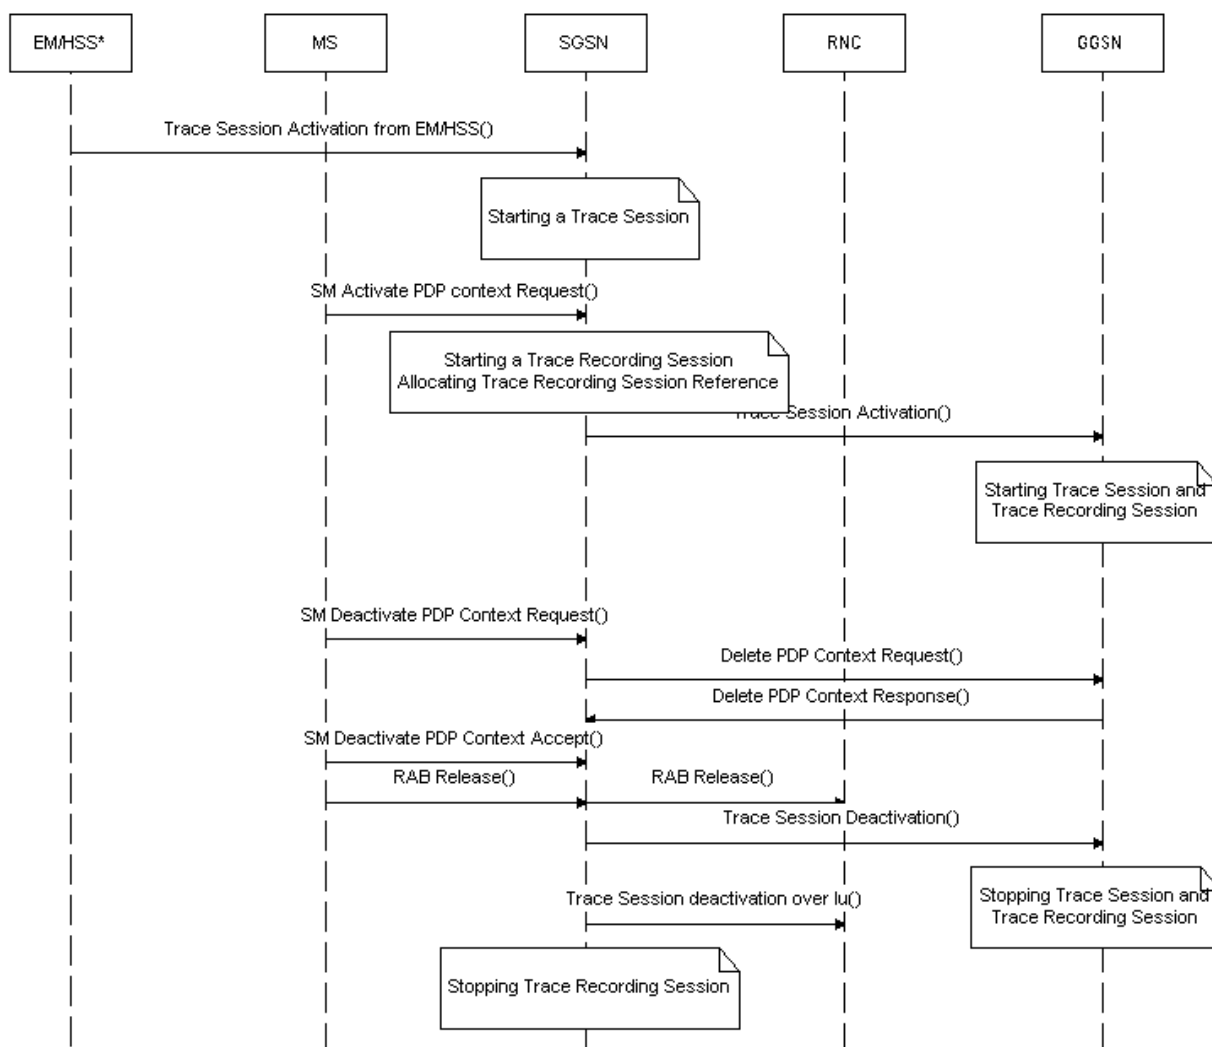 EM/HSS*
MS
SGSN
RNC
GGSN
Trace Session Activation from EM/HSS()
Starting a Trace Session
SM Activate PDP context Request()
Starting a Trace Recording Session
Allocating Trace Recording Session Reference
Trace Session Activation()
Starting Trace Session and
Trace Recording Session
SM Deactivate PDP Context Request()
Delete PDP Context Request()
Delete PDP Context Response()
SM Deactivate PDP Context Accept()
RAB Release()
RAB Release()
Trace Session Deactivation()
Stopping Trace Session and
Trace Recording Session
Trace Session deactivation over Iu()
Stopping Trace Recording Session